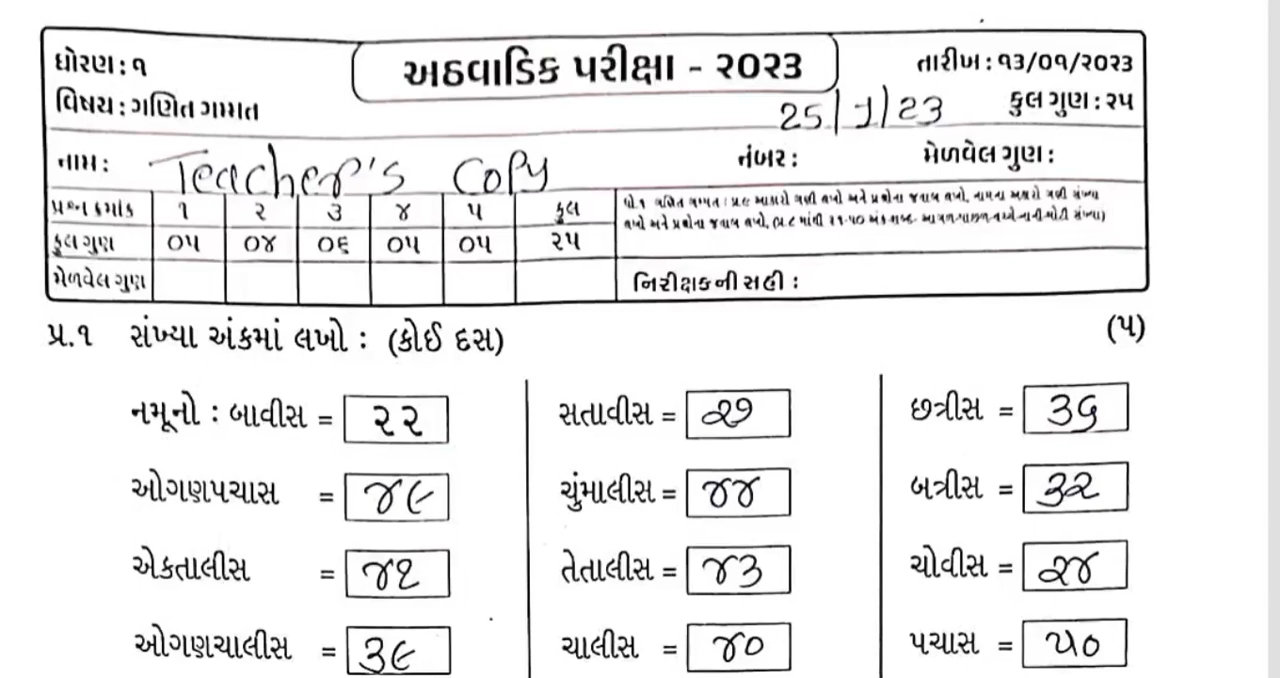 ધોરણ : ૧
અઠવાડિક પરીક્ષા - ૨૦૨૩
તારીખ : ૧૩/૦૧/૨૦૨૩
વિષય : ગણિત ગમ્મત
25/1/23
કુલ ગુણ : ૨૫
નામ : Teacher's Copy
નંબર :
મેળવેલ ગુણ :
પ્રશ્ન ક્રમાંક ૧ ૨ ૩ ૪ ૫ કુલ
કુલ ગુણ ૦૫ ૦૪ ૦૬ ૦૫ ૦૫ ૨૫
મેળવેલ ગુણ
નિરીક્ષકની સહી :
પ્ર.૧ સંખ્યા અંકમાં લખો : (કોઈ દસ) (૫)
નમૂનો : બાવીસ = ૨૨ સતાવીસ = ૨૭ છત્રીસ = ૩૬
ઓગણપચાસ = ૪૯ ચુંમાલીસ = ૪૪ બત્રીસ = ૩૨
એકતાલીસ = ૪૧ તેતાલીસ = ૪૩ ચોવીસ = ૨૪
ઓગણચાલીસ = ૩૯ ચાલીસ = ૪૦ પચાસ = ૫૦